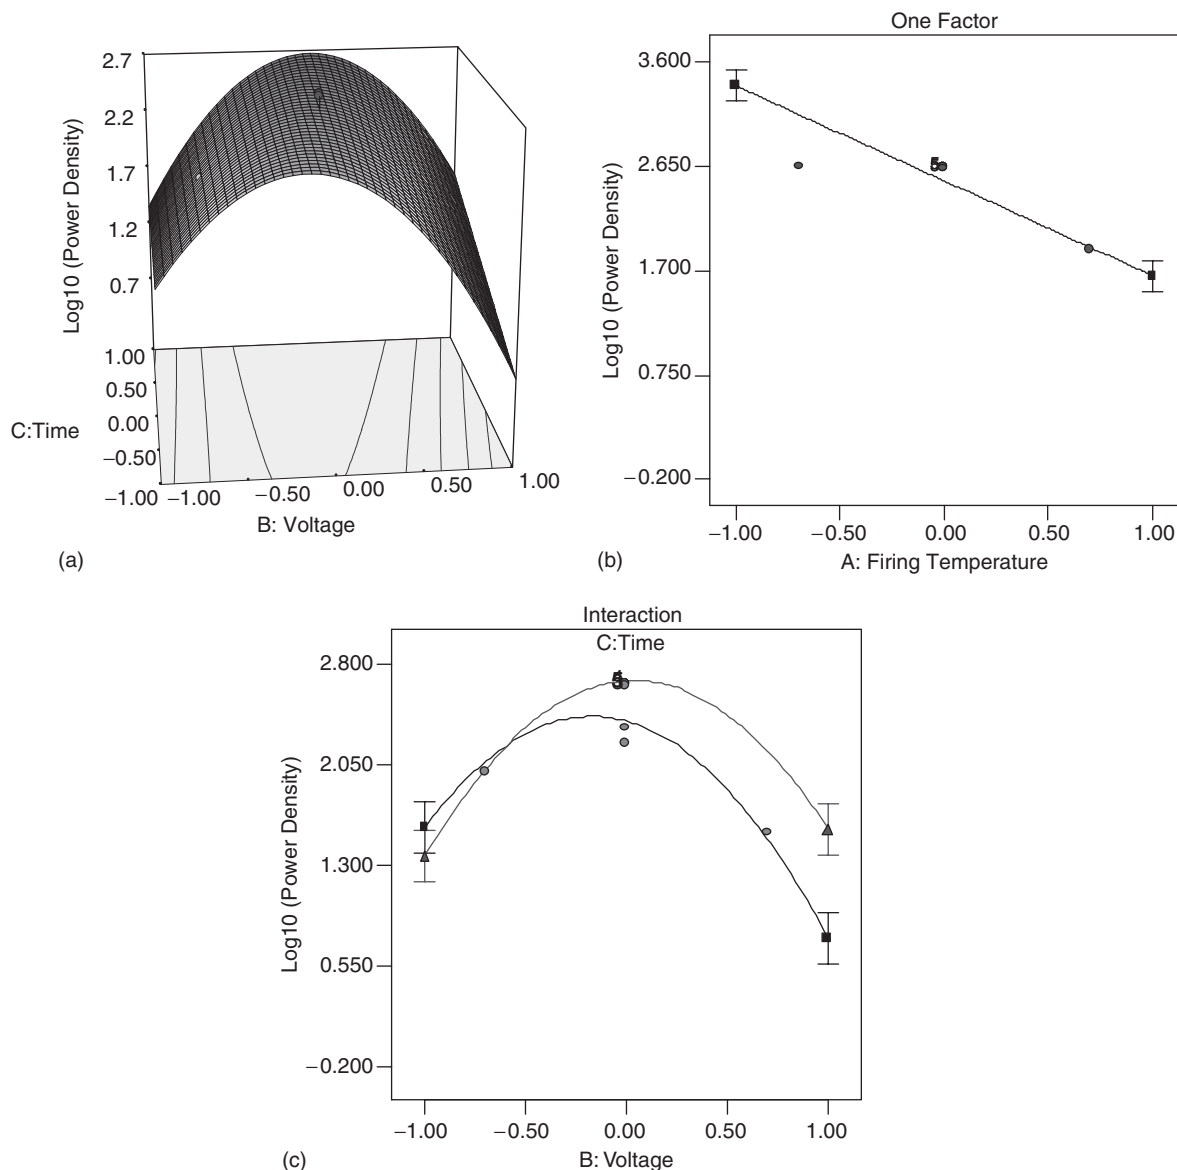 2.7
2.2
1.7
1.2
0.7
Log10 (Power Density)
1.00
0.50
0.00
−0.50
−1.00
C:Time
−1.00
−0.50
0.00
0.50
1.00
B: Voltage
(a)
One Factor
3.600
2.650
1.700
0.750
−0.200
Log10 (Power Density)
5
−1.00
−0.50
0.00
0.50
1.00
A: Firing Temperature
(b)
Interaction
C:Time
2.800
2.050
1.300
0.550
−0.200
Log10 (Power Density)
−1.00
−0.50
0.00
0.50
1.00
B: Voltage
(c)